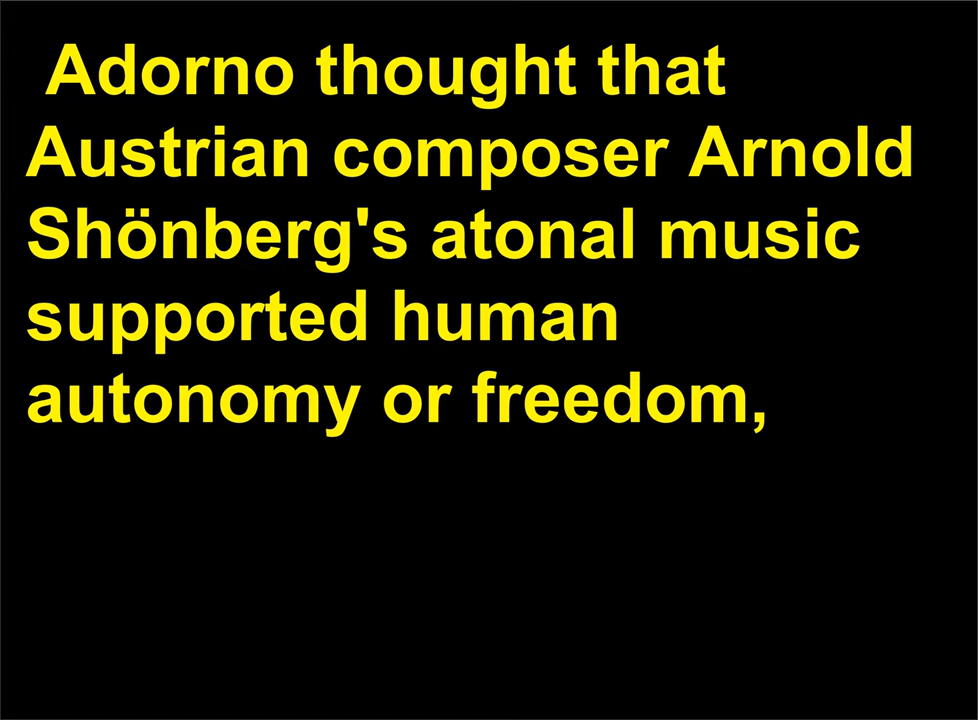 Adorno thought that
Austrian composer Arnold
Shönberg's atonal music
supported human
autonomy or freedom,